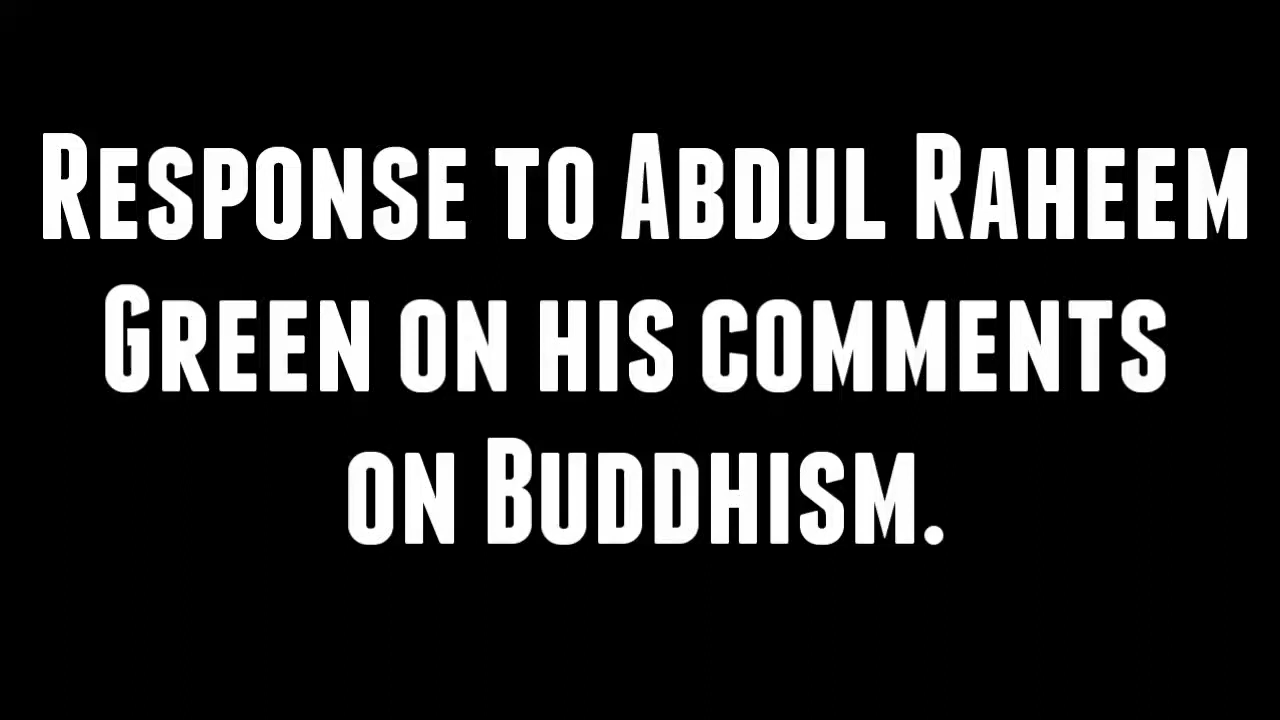 Response to Abdul Raheem
Green on his comments
on Buddhism.